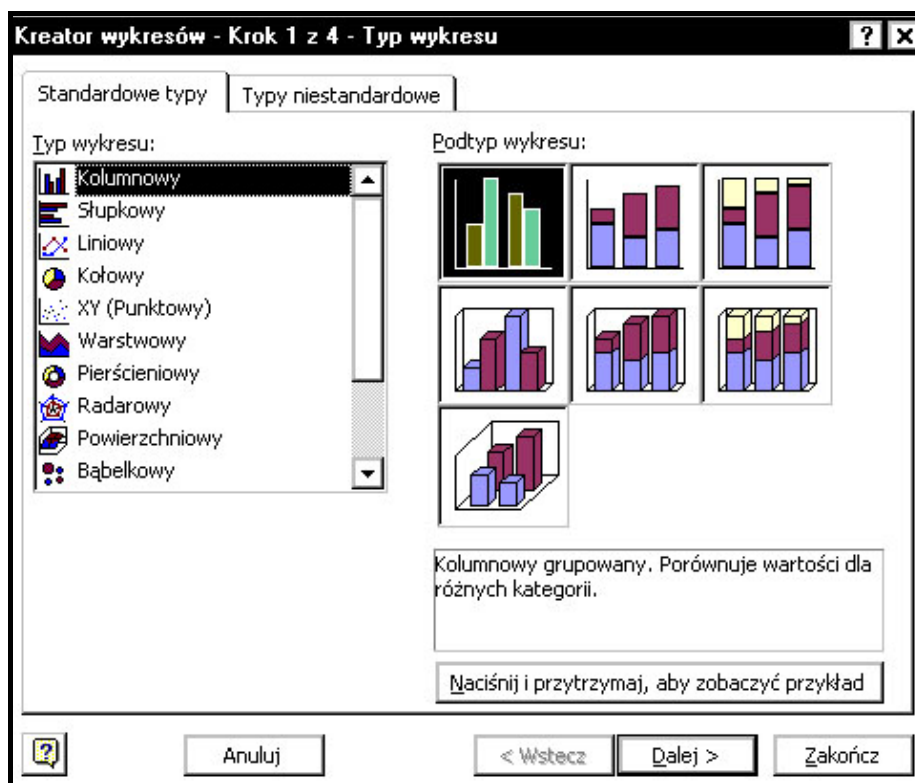 Kreator wykresów - Krok 1 z 4 - Typ wykresu
Standardowe typy
Typy niestandardowe
Typ wykresu:
Kolumnowy
Słupkowy
Liniowy
Kołowy
XY (Punktowy)
Warstwowy
Pierścieniowy
Radarowy
Powierzchniowy
Bąbelkowy
Podtyp wykresu:
Kolumnowy grupowany. Porównuje wartości dla
różnych kategorii.
Naciśnij i przytrzymaj, aby zobaczyć przykład
Anuluj
< Wstecz
Dalej >
Zakończ